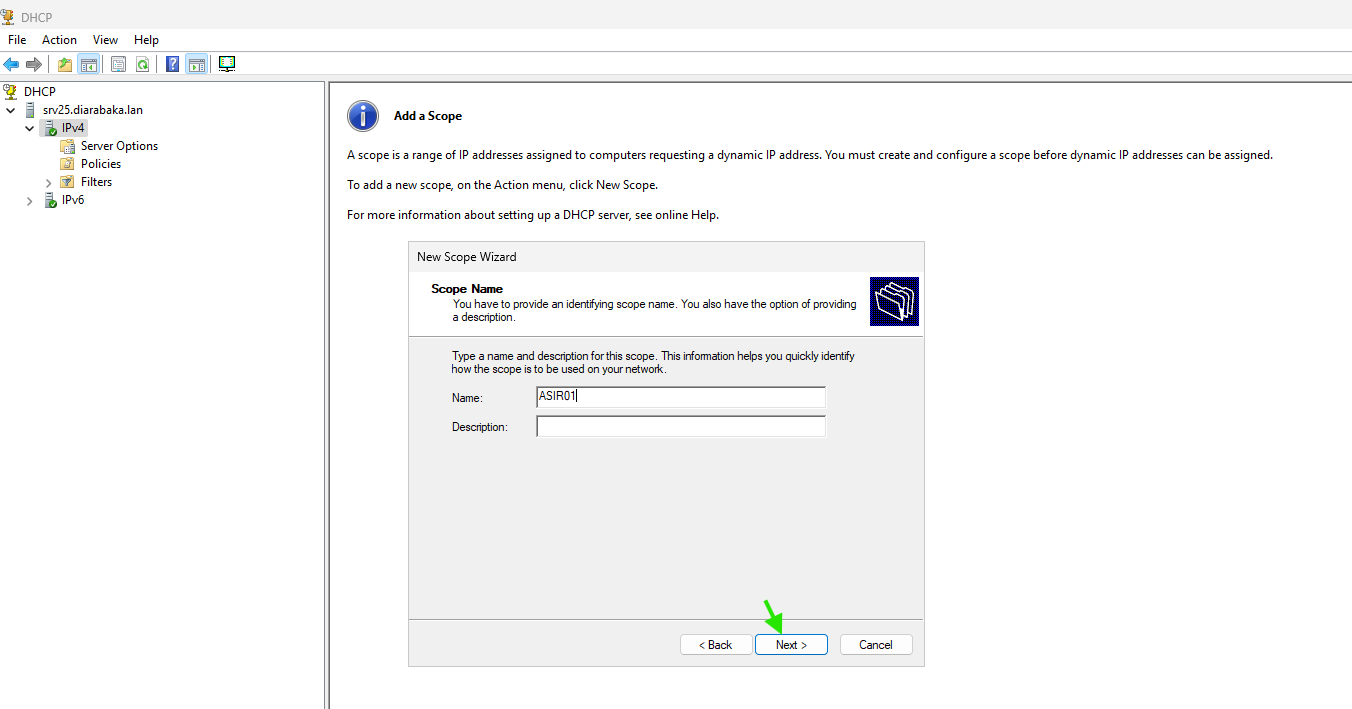 DHCP
File Action View Help
DHCP
srv25.diarabaka.lan
IPv4
Server Options
Policies
Filters
IPv6
Add a Scope
A scope is a range of IP addresses assigned to computers requesting a dynamic IP address. You must create and configure a scope before dynamic IP addresses can be assigned.
To add a new scope, on the Action menu, click New Scope.
For more information about setting up a DHCP server, see online Help.
New Scope Wizard
Scope Name
You have to provide an identifying scope name. You also have the option of providing
a description.
Type a name and description for this scope. This information helps you quickly identify
how the scope is to be used on your network.
Name: ASIR01
Description:
< Back Next > Cancel